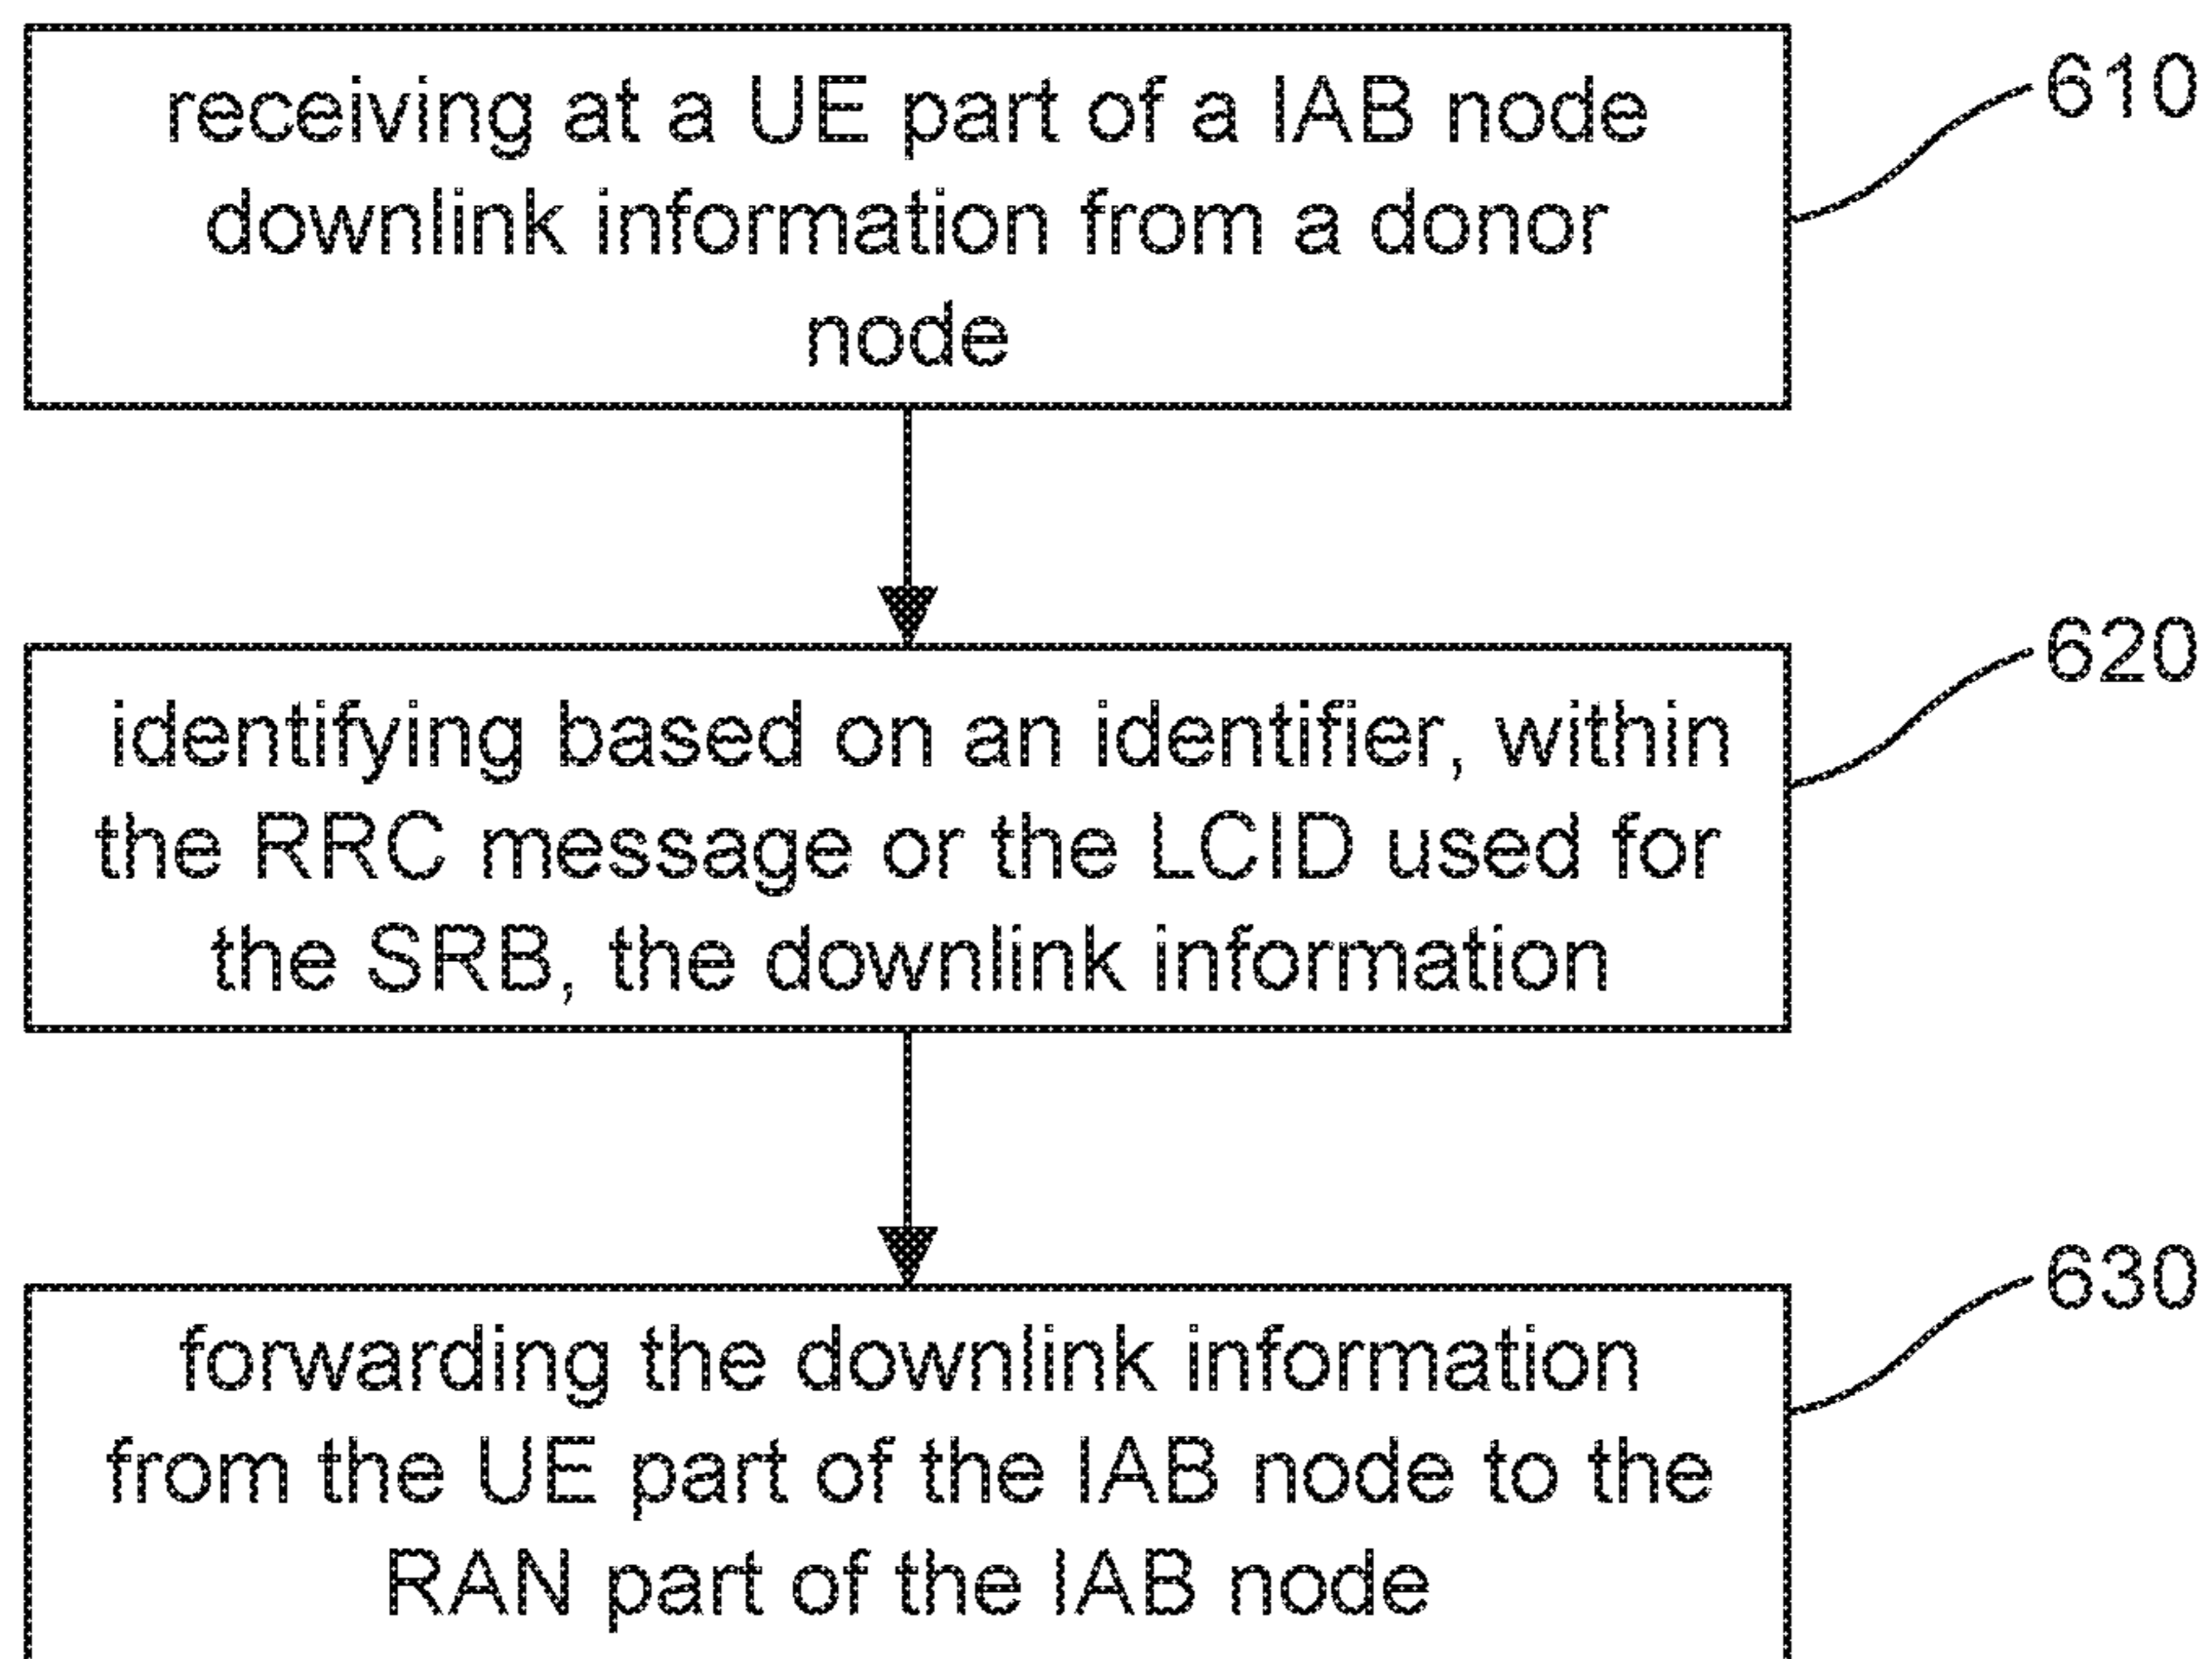 receiving at a UE part of a IAB node
downlink information from a donor
node
610
identifying based on an identifier, within
the RRC message or the LCID used for
the SRB, the downlink information
620
forwarding the downlink information
from the UE part of the IAB node to the
RAN part of the IAB node
630